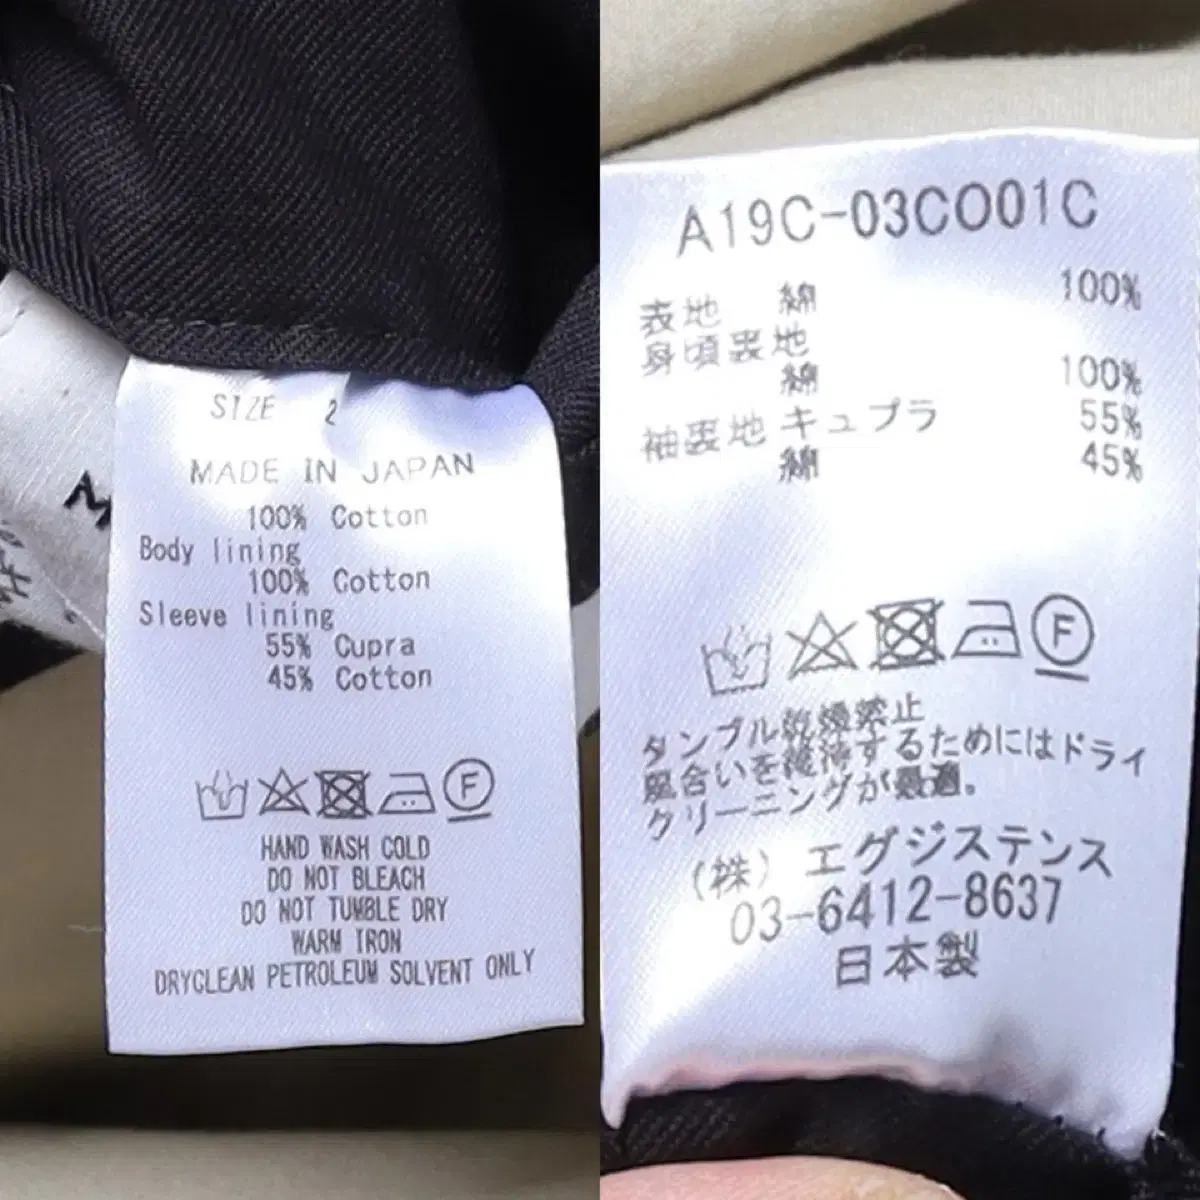 SIZE 2
MADE IN JAPAN
100% Cotton
Body lining
100% Cotton
Sleeve lining
55% Cupra
45% Cotton
F
HAND WASH COLD
DO NOT BLEACH
DO NOT TUMBLE DRY
WARM IRON
DRYCLEAN PETROLEUM SOLVENT ONLY
A19C-03CO01C
表地 綿 100%
身頃裏地
綿 100%
袖裏地 キュプラ 55%
綿 45%
F
タンブル乾燥禁止
風合いを維持するためにはドライ
クリーニングが最適。
(株) エグジステンス
03-6412-8637
日本製